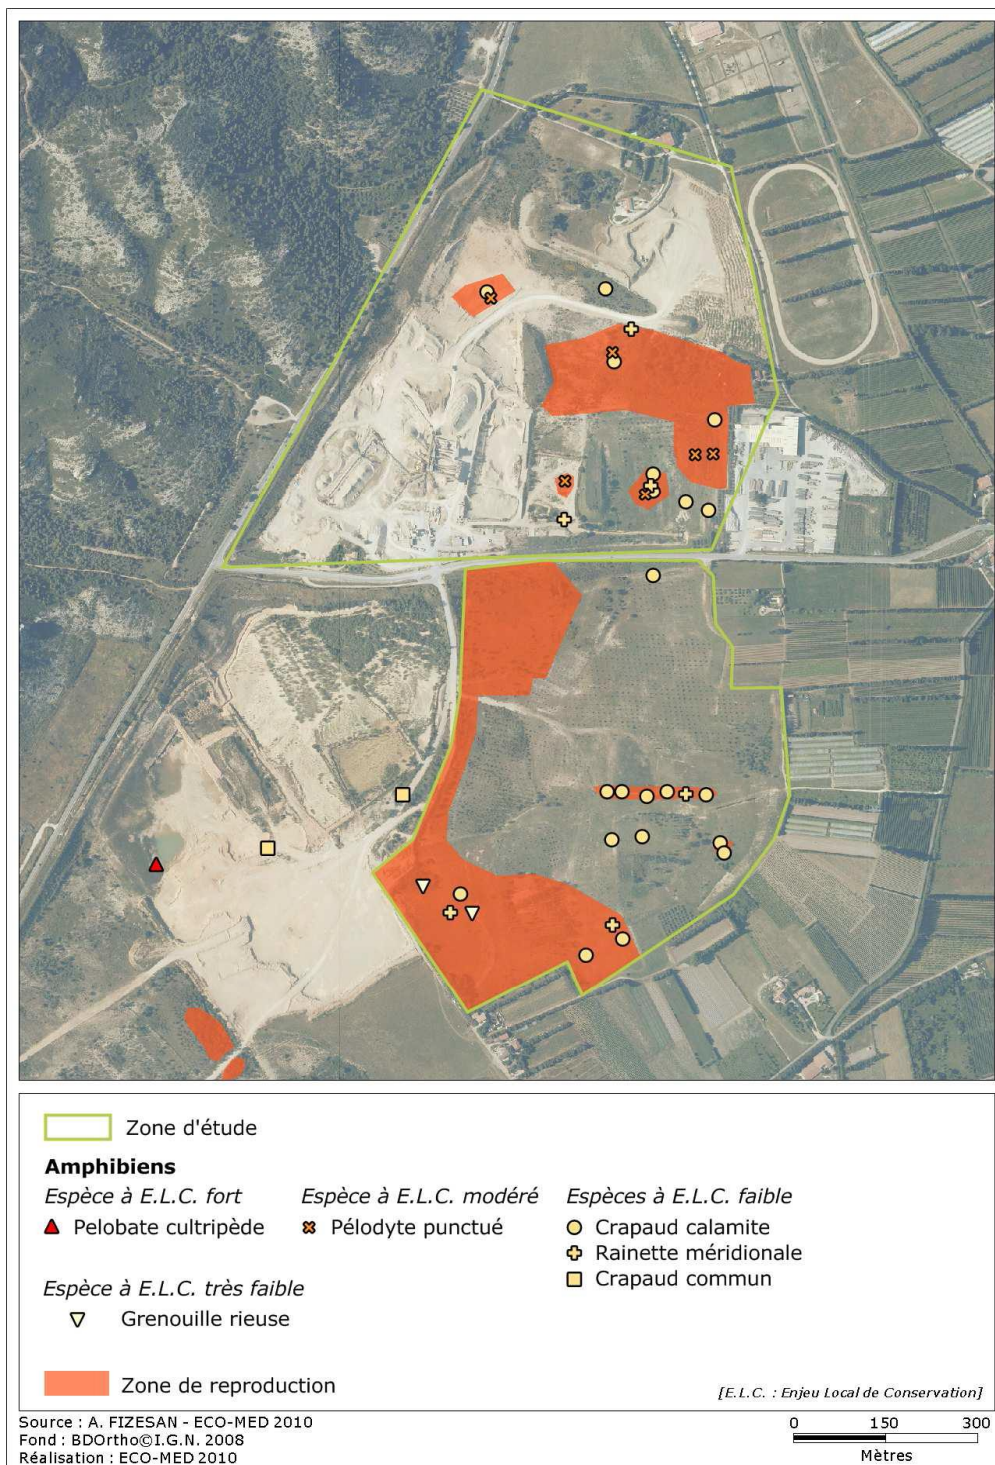 Zone d'étude
Amphibiens
Espèce à E.L.C. fort
Pelobate cultripède
Espèce à E.L.C. modéré
Pélodyte punctué
Espèces à E.L.C. faible
Crapaud calamite
Rainette méridionale
Crapaud commun
Espèce à E.L.C. très faible
Grenouille rieuse
Zone de reproduction
[E.L.C. : Enjeu Local de Conservation]
Source : A. FIZESAN - ECO-MED 2010
Fond : BDOrtho©I.G.N. 2008
Réalisation : ECO-MED 2010
0 150 300
Mètres